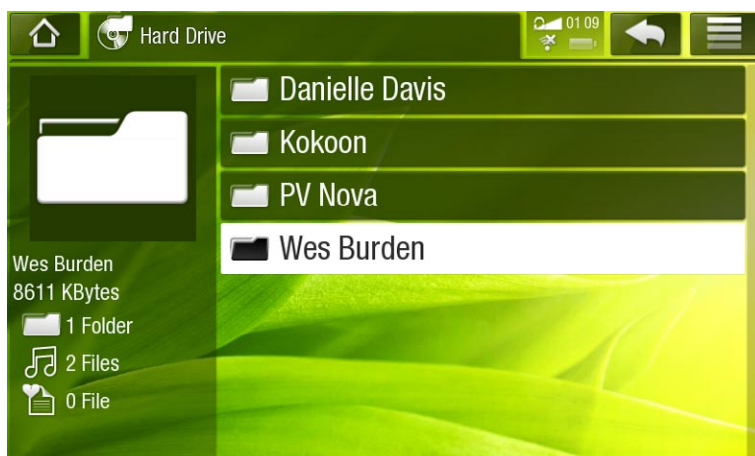 Hard Drive
01 09
Danielle Davis
Kokoon
PV Nova
Wes Burden
Wes Burden
8611 KBytes
1 Folder
2 Files
0 File